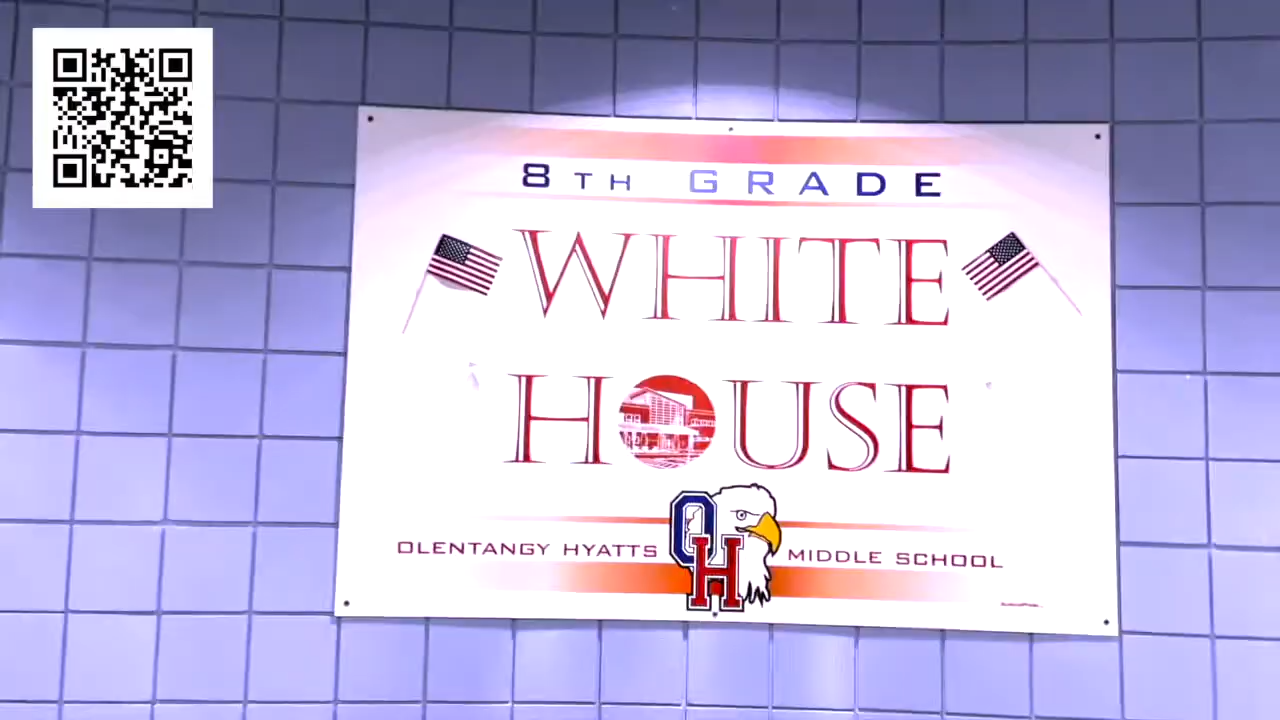 8TH GRADE
WHITE
HOUSE
OH
OLENTANGY HYATTS MIDDLE SCHOOL